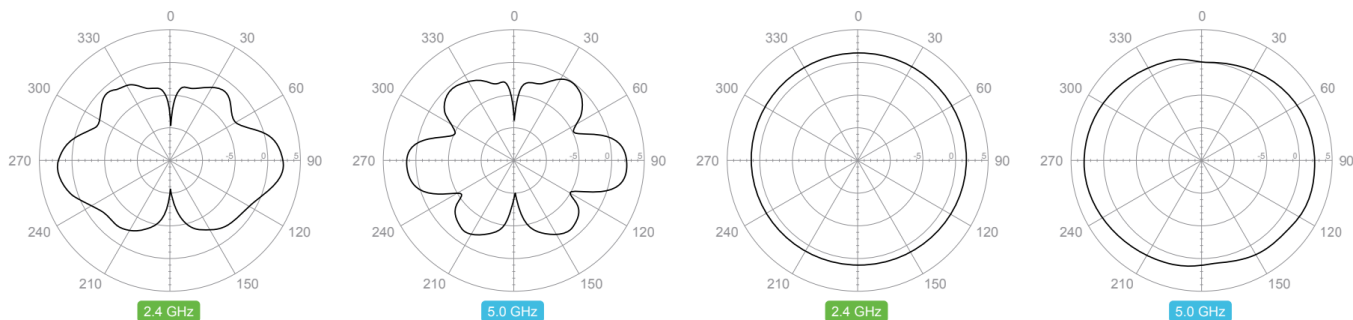 0 0 0 0
330 30 330 30 330 30 330 30
300 60 300 60 300 60 300 60
270 -5 0 5 90 270 -5 0 5 90 270 -5 0 5 90 270 -5 0 5 90
240 120 240 120 240 120 240 120
210 150 210 150 210 150 210 150
2.4 GHz 5.0 GHz 2.4 GHz 5.0 GHz